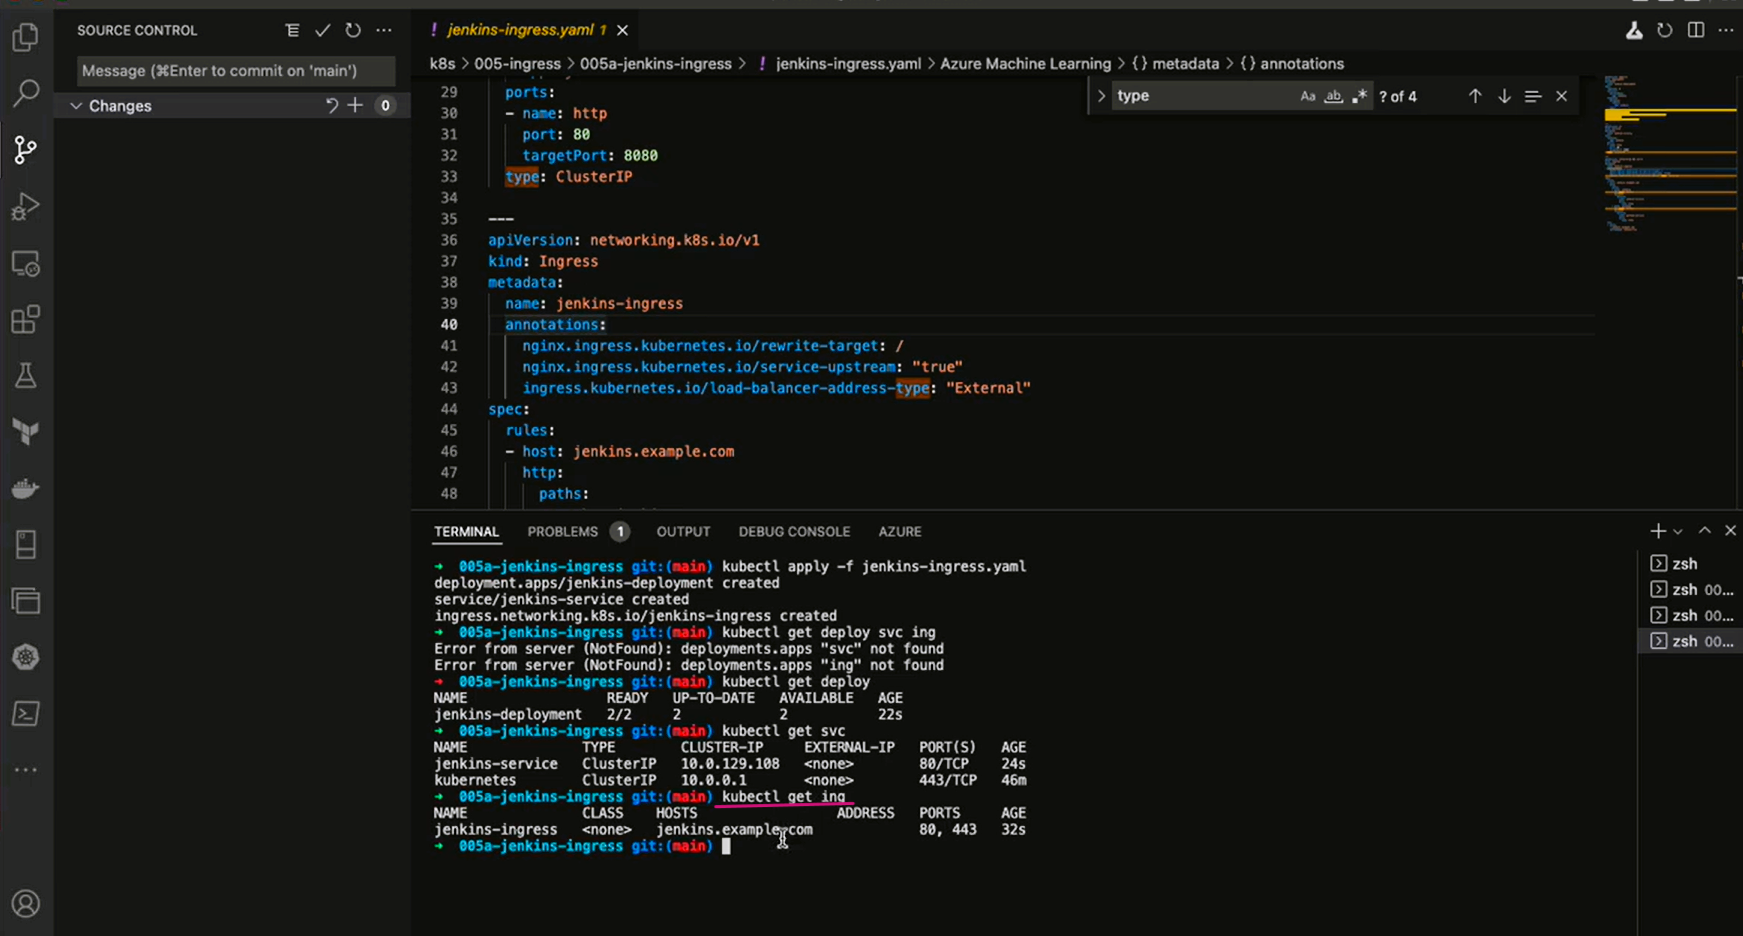 SOURCE CONTROL
Message (⌘Enter to commit on 'main')
Changes
0
! jenkins-ingress.yaml 1
k8s > 005-ingress > 005a-jenkins-ingress > ! jenkins-ingress.yaml > Azure Machine Learning > {} metadata > {} annotations
type
Aa ab .* ? of 4
29 ports:
30 - name: http
31 port: 80
32 targetPort: 8080
33 type: ClusterIP
34
35 ---
36 apiVersion: networking.k8s.io/v1
37 kind: Ingress
38 metadata:
39 name: jenkins-ingress
40 annotations:
41 nginx.ingress.kubernetes.io/rewrite-target: /
42 nginx.ingress.kubernetes.io/service-upstream: "true"
43 ingress.kubernetes.io/load-balancer-address-type: "External"
44 spec:
45 rules:
46 - host: jenkins.example.com
47 http:
48 paths:
TERMINAL PROBLEMS 1 OUTPUT DEBUG CONSOLE AZURE
➜ 005a-jenkins-ingress git:(main) kubectl apply -f jenkins-ingress.yaml
deployment.apps/jenkins-deployment created
service/jenkins-service created
ingress.networking.k8s.io/jenkins-ingress created
➜ 005a-jenkins-ingress git:(main) kubectl get deploy svc ing
Error from server (NotFound): deployments.apps "svc" not found
Error from server (NotFound): deployments.apps "ing" not found
➜ 005a-jenkins-ingress git:(main) kubectl get deploy
NAME READY UP-TO-DATE AVAILABLE AGE
jenkins-deployment 2/2 2 2 22s
➜ 005a-jenkins-ingress git:(main) kubectl get svc
NAME TYPE CLUSTER-IP EXTERNAL-IP PORT(S) AGE
jenkins-service ClusterIP 10.0.129.108 <none> 80/TCP 24s
kubernetes ClusterIP 10.0.0.1 <none> 443/TCP 46m
➜ 005a-jenkins-ingress git:(main) kubectl get ing
NAME CLASS HOSTS ADDRESS PORTS AGE
jenkins-ingress <none> jenkins.example.com 80, 443 32s
➜ 005a-jenkins-ingress git:(main)
zsh
zsh 00...
zsh 00...
zsh 00...